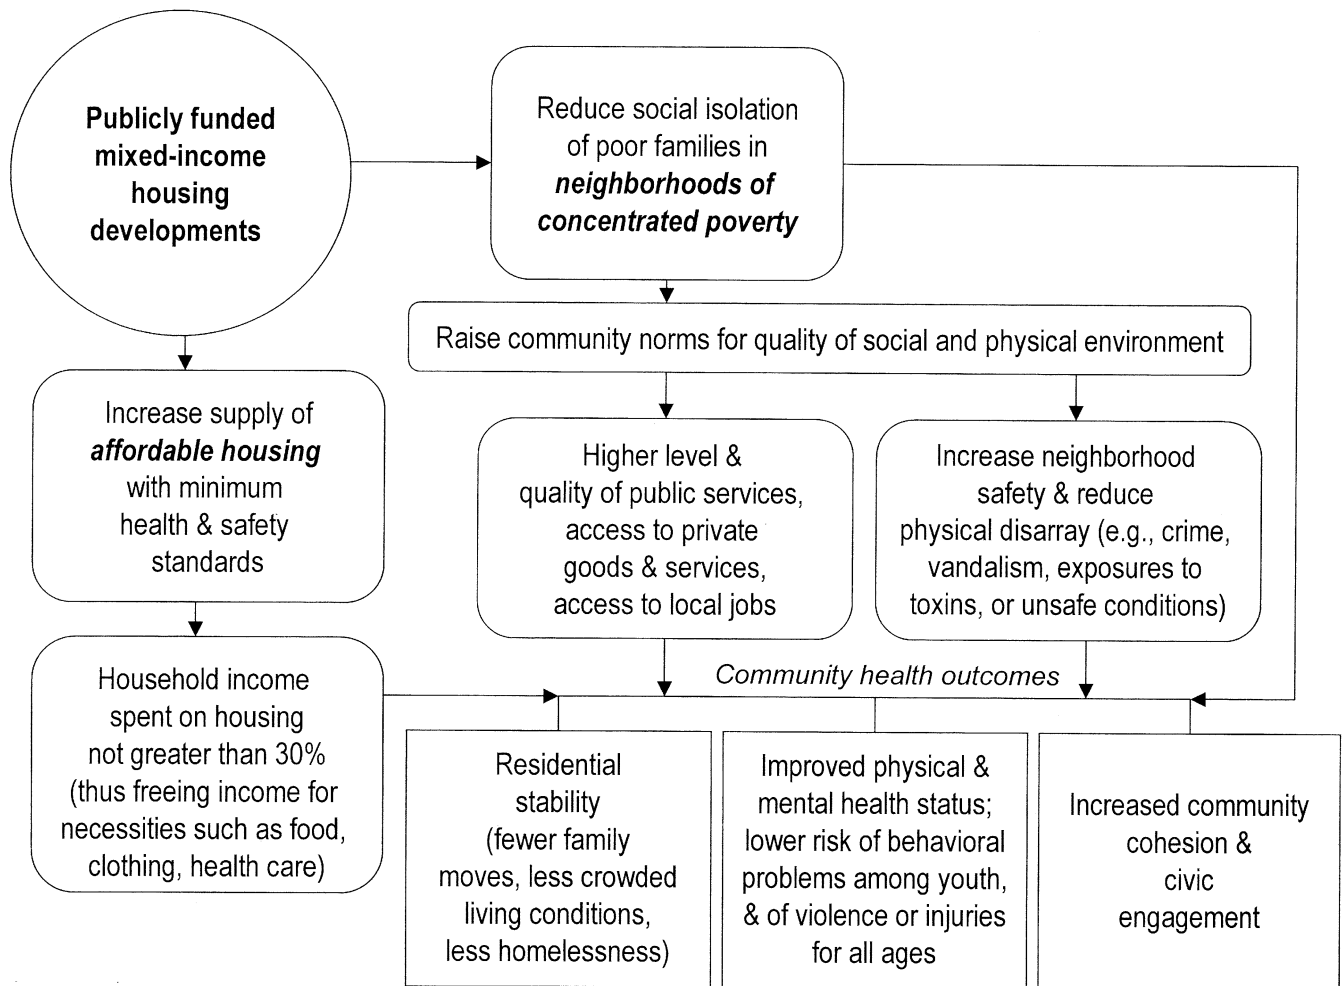 Publicly funded
mixed-income
housing
developments
Reduce social isolation
of poor families in
neighborhoods of
concentrated poverty
Raise community norms for quality of social and physical environment
Increase supply of
affordable housing
with minimum
health & safety
standards
Higher level &
quality of public services,
access to private
goods & services,
access to local jobs
Increase neighborhood
safety & reduce
physical disarray (e.g., crime,
vandalism, exposures to
toxins, or unsafe conditions)
Household income
spent on housing
not greater than 30%
(thus freeing income for
necessities such as food,
clothing, health care)
Community health outcomes
Residential
stability
(fewer family
moves, less crowded
living conditions,
less homelessness)
Improved physical &
mental health status;
lower risk of behavioral
problems among youth,
& of violence or injuries
for all ages
Increased community
cohesion &
civic
engagement